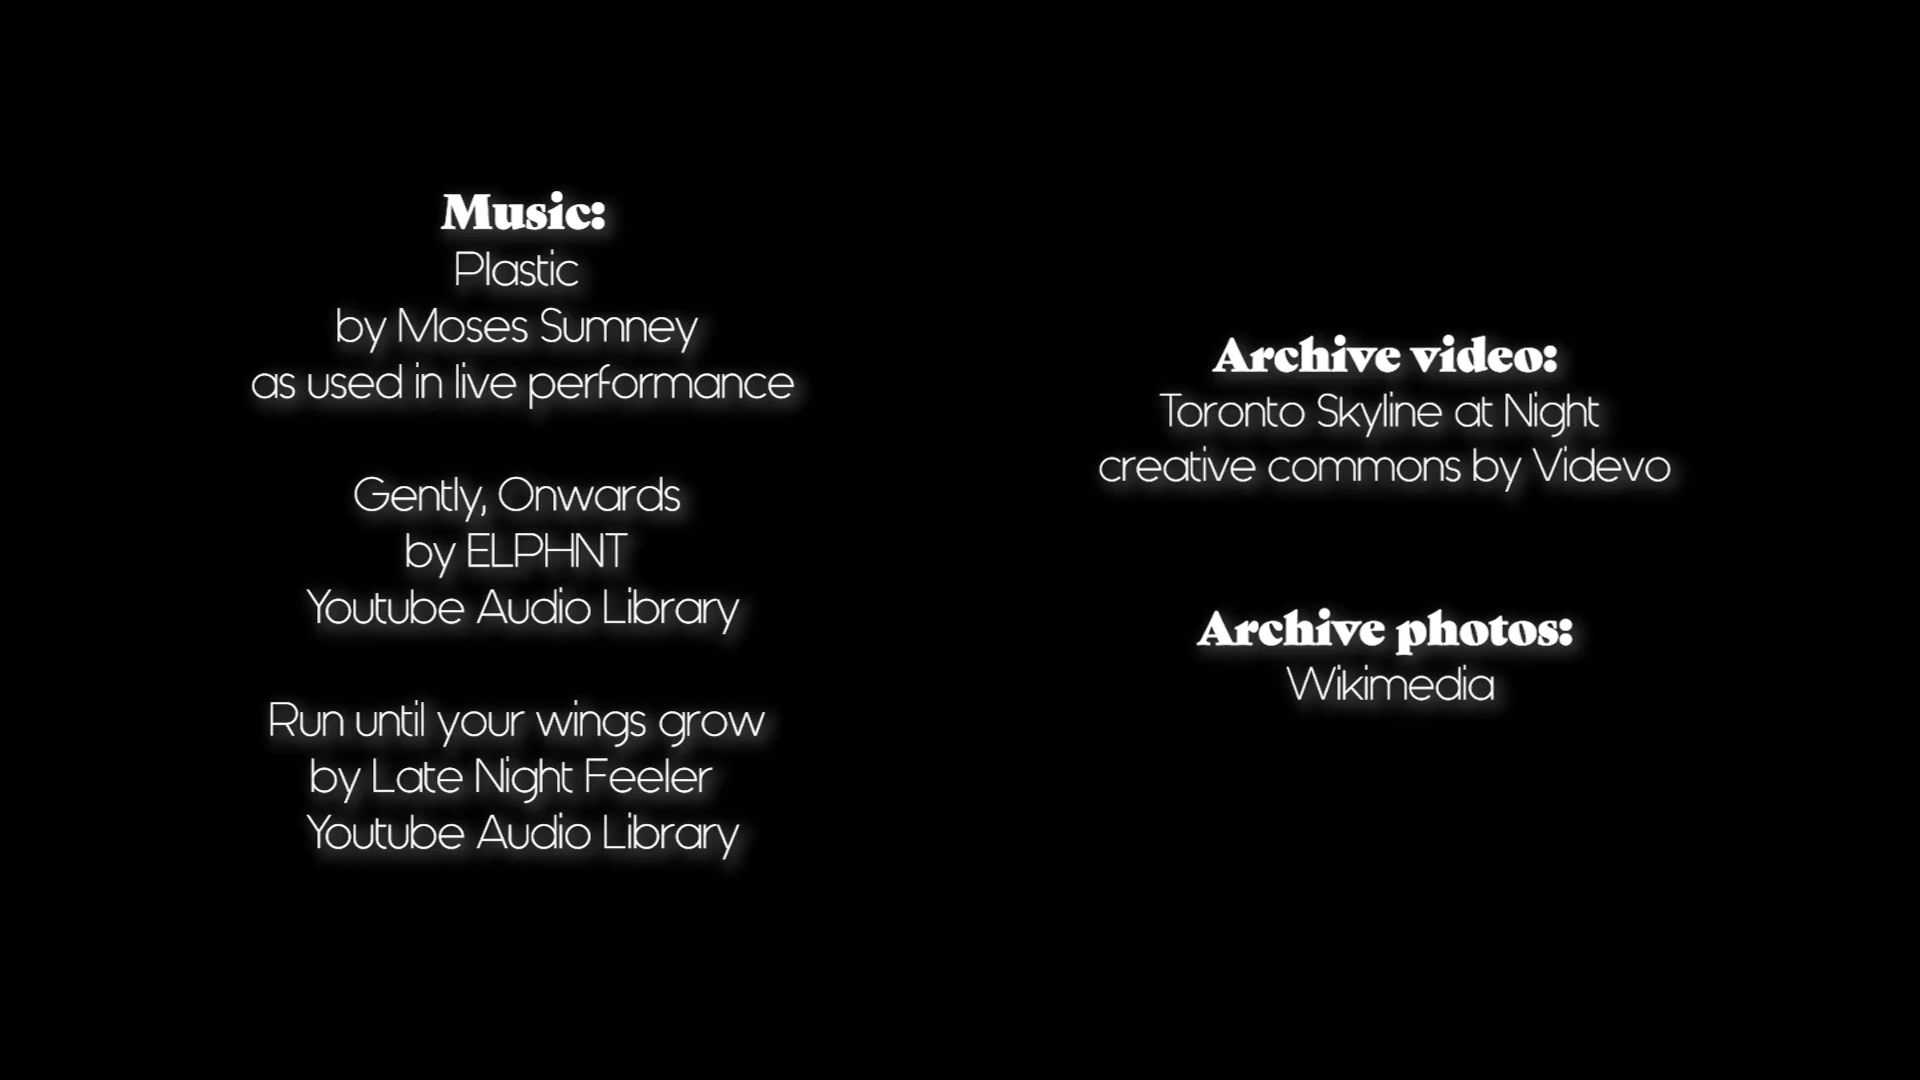 Music:
Plastic
by Moses Sumney
as used in live performance
Gently, Onwards
by ELPHNT
Youtube Audio Library
Run until your wings grow
by Late Night Feeler
Youtube Audio Library
Archive video:
Toronto Skyline at Night
creative commons by Videvo
Archive photos:
Wikimedia